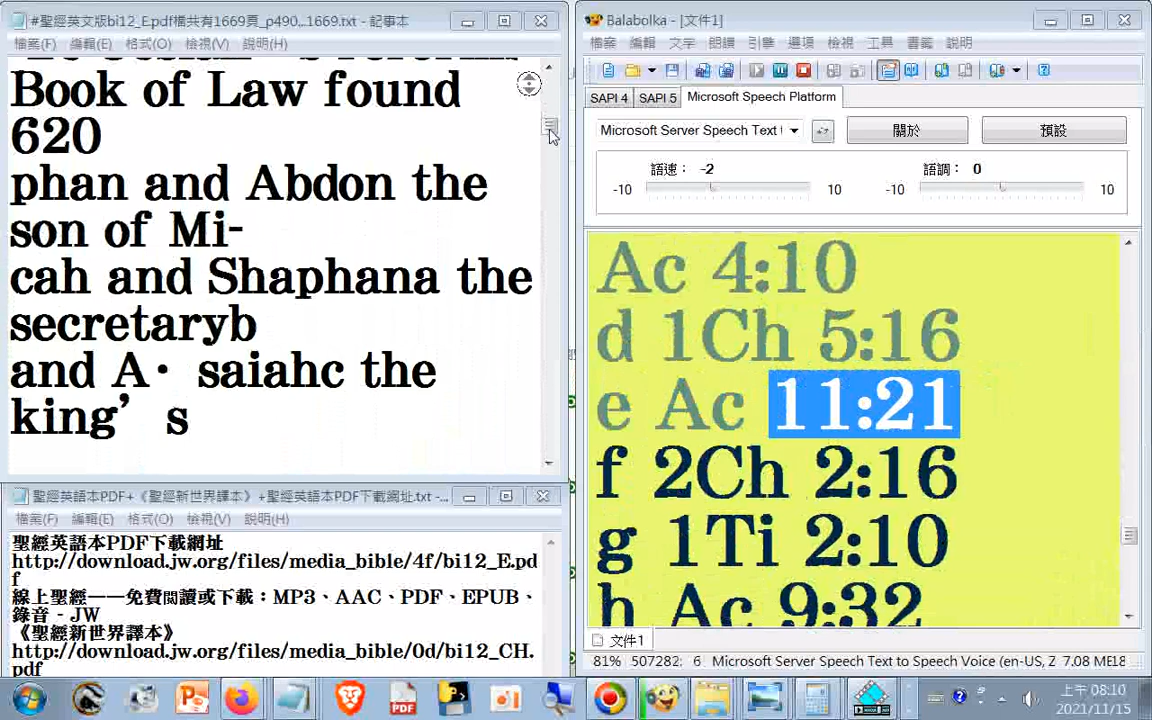 #聖經英文版bi12_E.pdf檔共有1669頁_p490,..1669.txt - 記事本
檔案(F) 編輯(E) 格式(O) 檢視(V) 說明(H)
Book of Law found
620
phan and Abdon the
son of Mi-
cah and Shaphana the
secretaryb
and A· saiahc the
king’ s
聖經英語本PDF+《聖經新世界譯本》+聖經英語本PDF下載網址.txt -...
檔案(F) 編輯(E) 格式(O) 檢視(V) 說明(H)
聖經英語本PDF下載網址
http://download.jw.org/files/media_bible/4f/bi12_E.pd
f
線上聖經——免費閱讀或下載：MP3、AAC、PDF、EPUB、
錄音 - JW
《聖經新世界譯本》
http://download.jw.org/files/media_bible/0d/bi12_CH.
pdf
Balabolka - [文件1]
檔案 編輯 文字 朗讀 引擎 選項 檢視 工具 書籤 說明
SAPI 4 SAPI 5 Microsoft Speech Platform
Microsoft Server Speech Text 關於 預設
語速： -2 語調： 0
-10 10 -10 10
Ac 4:10
d 1Ch 5:16
e Ac 11:21
f 2Ch 2:16
g 1Ti 2:10
h Ac 9:32
文件1
81% 507282: 6 Microsoft Server Speech Text to Speech Voice (en-US, Z 7.08 ME18
上午 08:10
2021/11/15